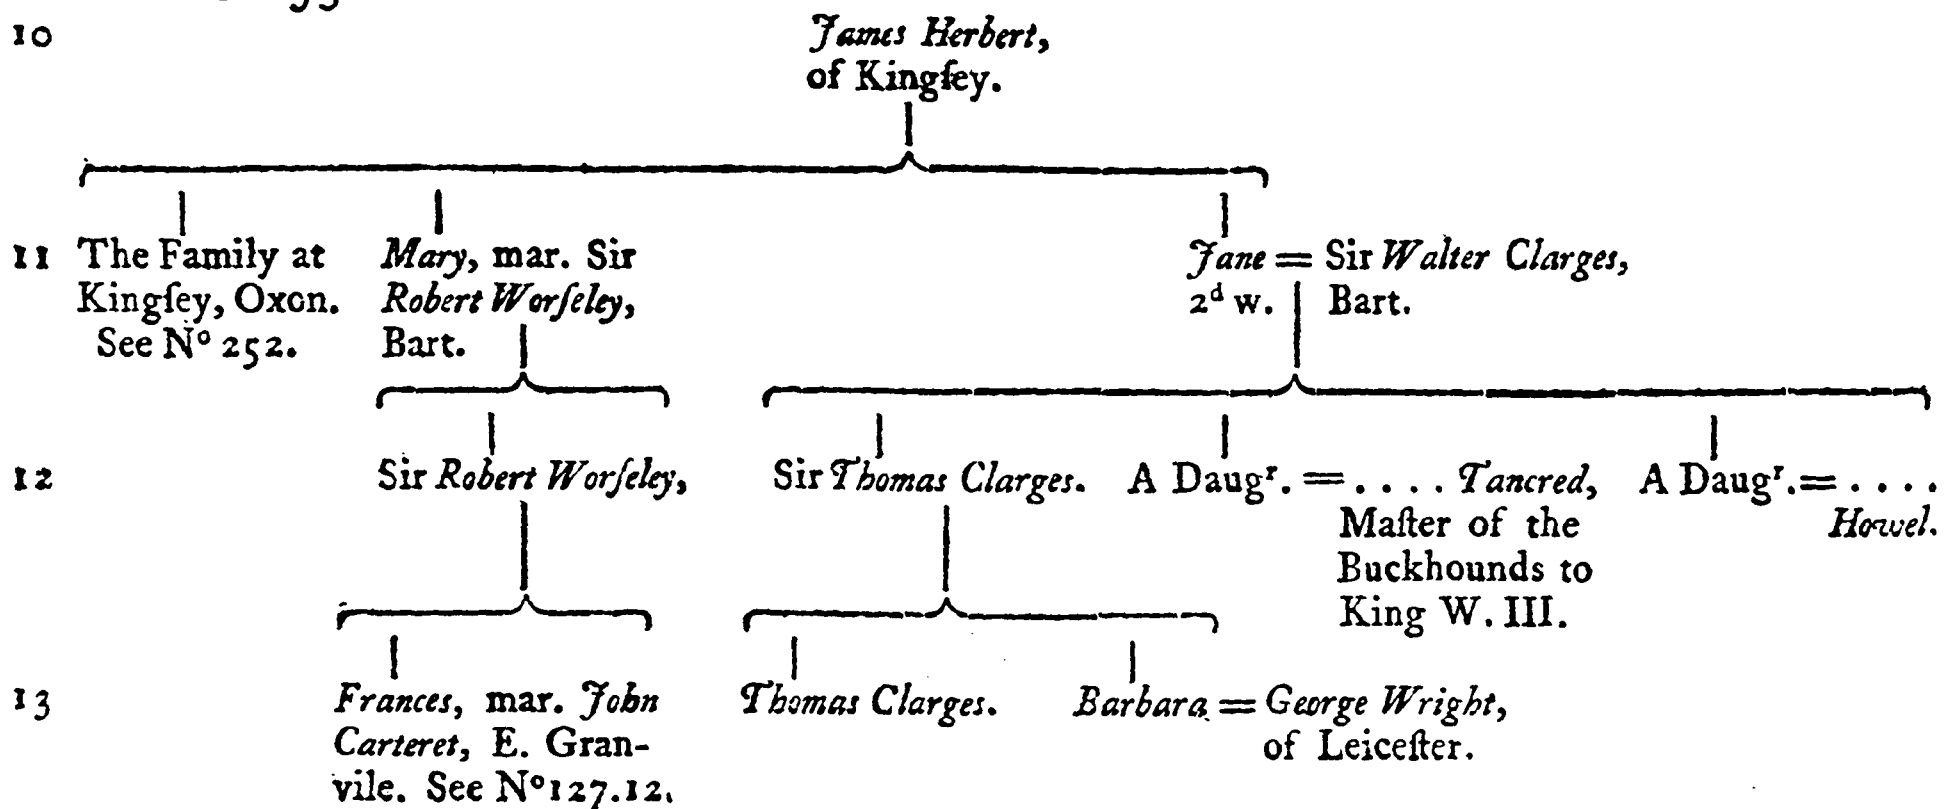 10
James Herbert,
of Kingſey.
11
The Family at
Kingſey, Oxon.
See Nº 252.
Mary, mar. Sir
Robert Worſeley,
Bart.
Jane = Sir Walter Clarges,
2ᵈ w. Bart.
12
Sir Robert Worſeley,
Sir Thomas Clarges.
A Daugʳ. = .... Tancred,
Maſter of the
Buckhounds to
King W. III.
A Daugʳ. = ....
Howel.
13
Frances, mar. John
Carteret, E. Gran-
vile. See Nº 127.12.
Thomas Clarges.
Barbara = George Wright,
of Leiceſter.